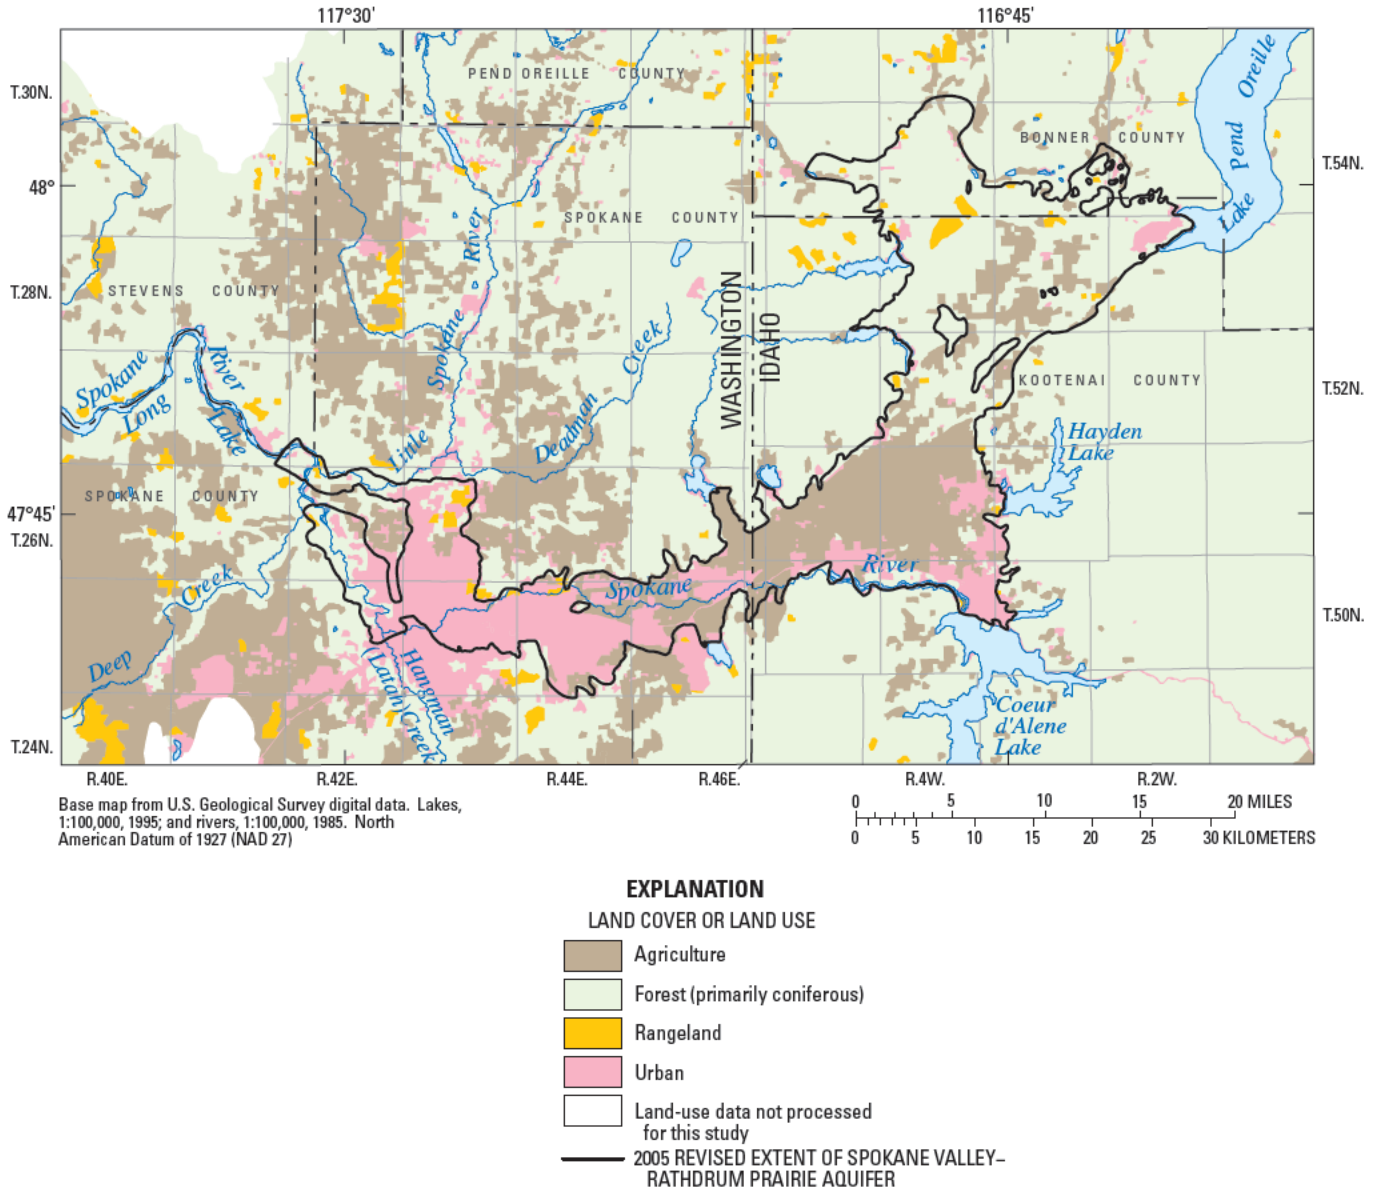 117°30'
116°45'
T.30N.
PEND OREILLE COUNTY
Lake Pend Oreille
BONNER COUNTY
T.54N.
48°
SPOKANE COUNTY
T.28N.
STEVENS COUNTY
Little Spokane River
Deadman Creek
WASHINGTON
IDAHO
Spokane River
Long Lake
KOOTENAI COUNTY
T.52N.
Hayden
Lake
SPOKANE COUNTY
47°45'
T.26N.
Deep Creek
Spokane River
T.50N.
Hangman
(Latah) Creek
Coeur
d'Alene
Lake
T.24N.
R.40E.
R.42E.
R.44E.
R.46E.
R.4W.
R.2W.
Base map from U.S. Geological Survey digital data. Lakes,
1:100,000, 1995; and rivers, 1:100,000, 1985. North
American Datum of 1927 (NAD 27)
0 5 10 15 20 MILES
0 5 10 15 20 25 30 KILOMETERS
EXPLANATION
LAND COVER OR LAND USE
Agriculture
Forest (primarily coniferous)
Rangeland
Urban
Land-use data not processed
for this study
2005 REVISED EXTENT OF SPOKANE VALLEY–
RATHDRUM PRAIRIE AQUIFER